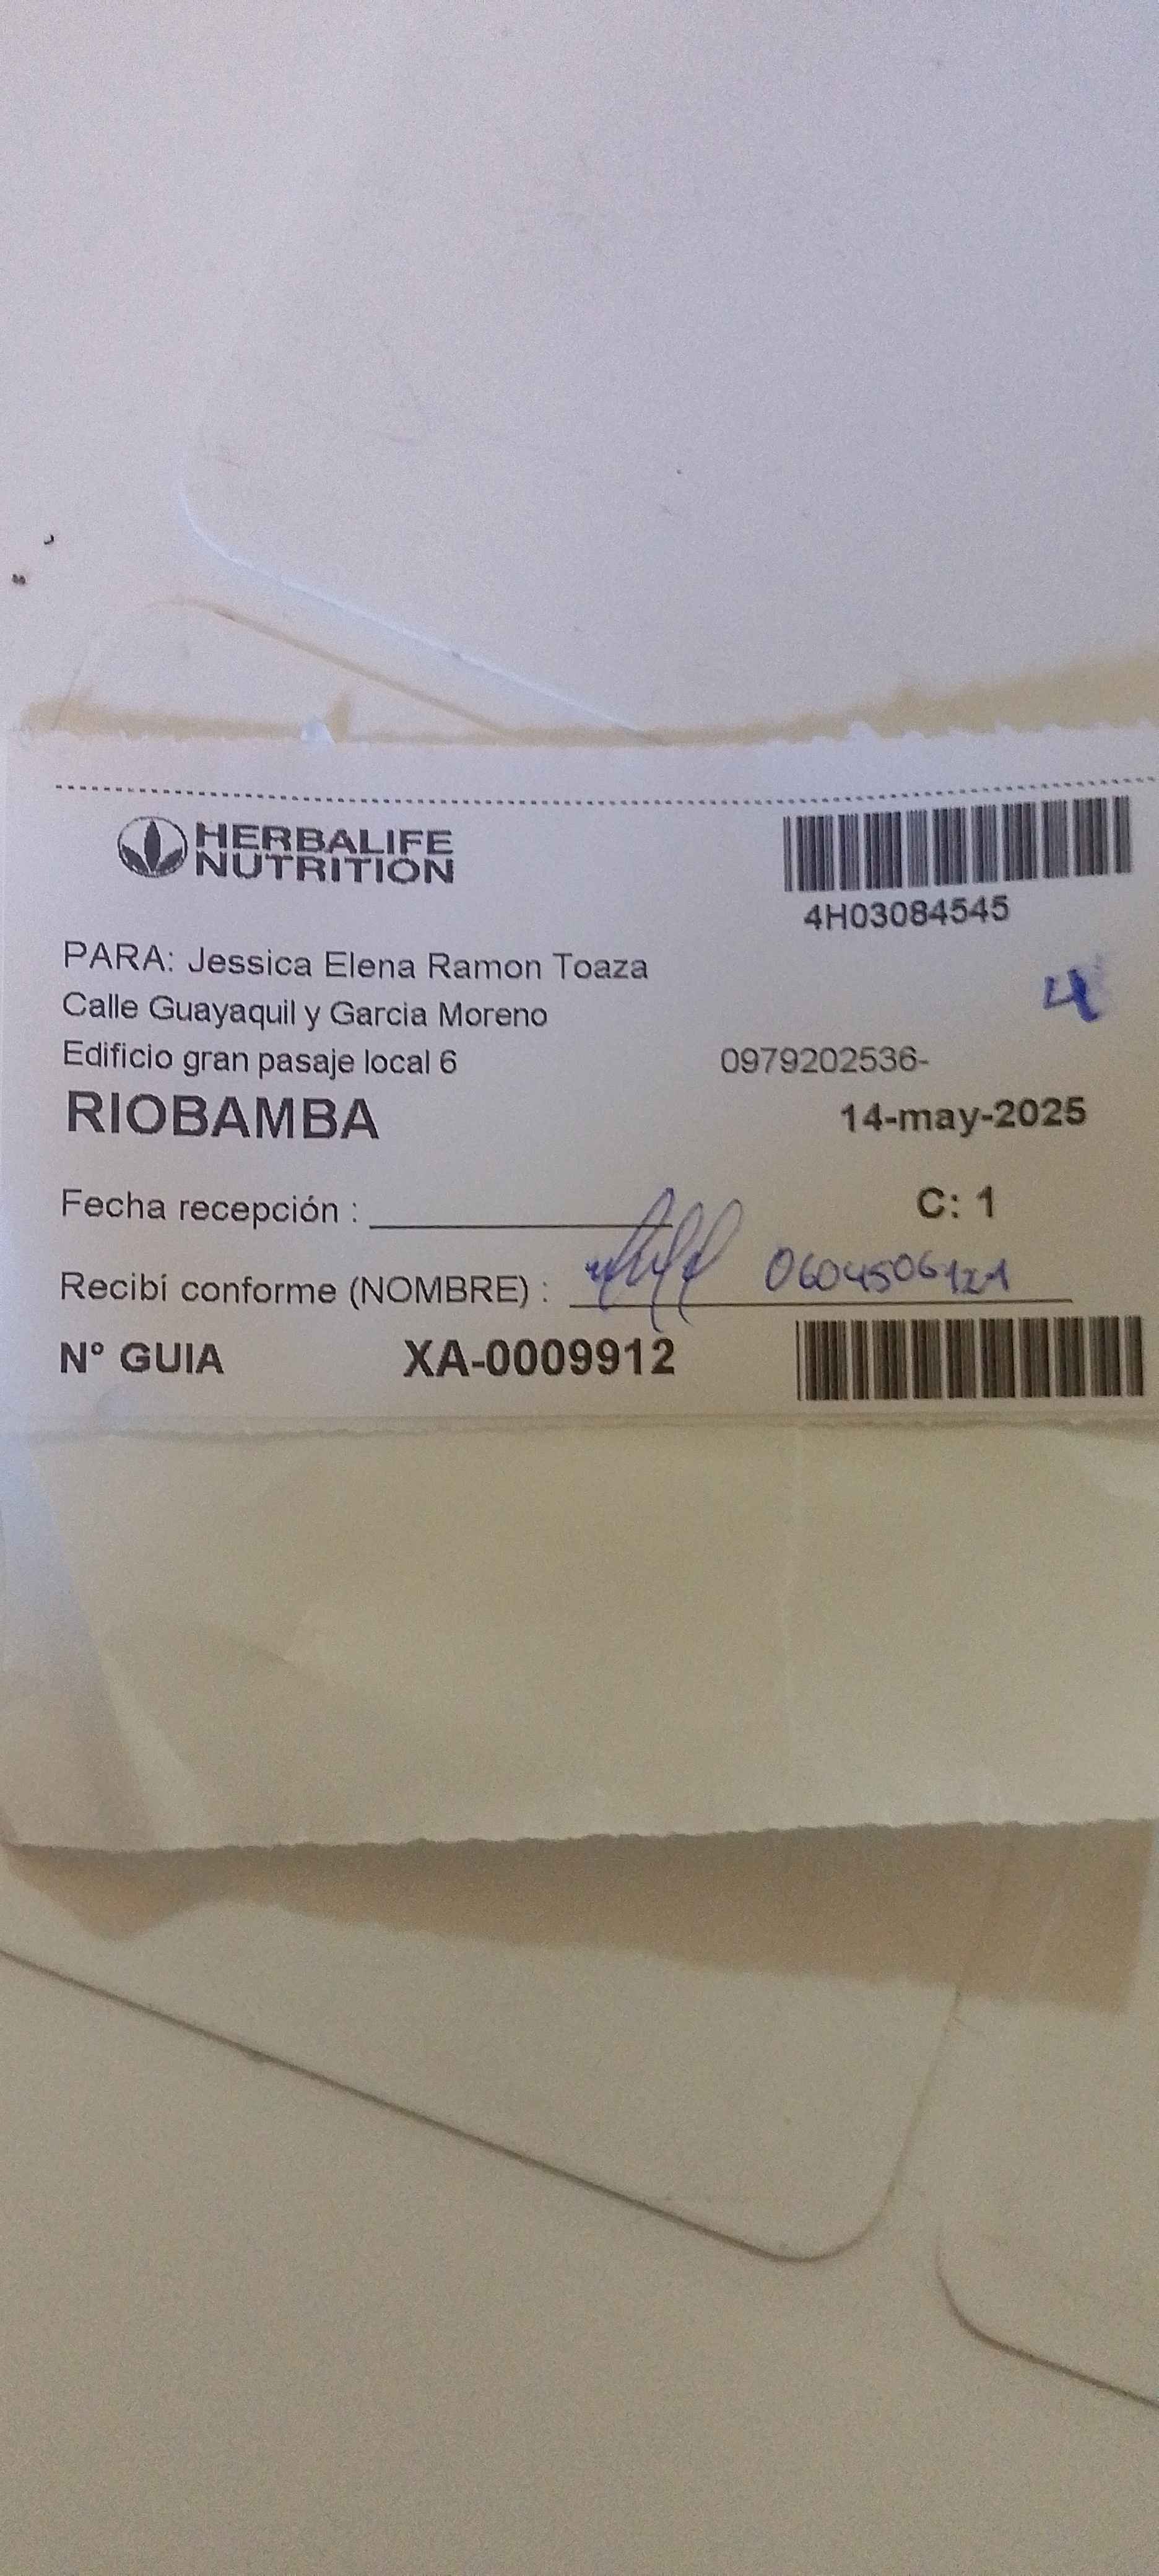 HERBALIFE
NUTRITION
4H03084545
PARA: Jessica Elena Ramon Toaza
4
Calle Guayaquil y Garcia Moreno
Edificio gran pasaje local 6 0979202536-
RIOBAMBA 14-may-2025
Fecha recepción : C: 1
Recibí conforme (NOMBRE) : 0604506121
N° GUIA XA-0009912